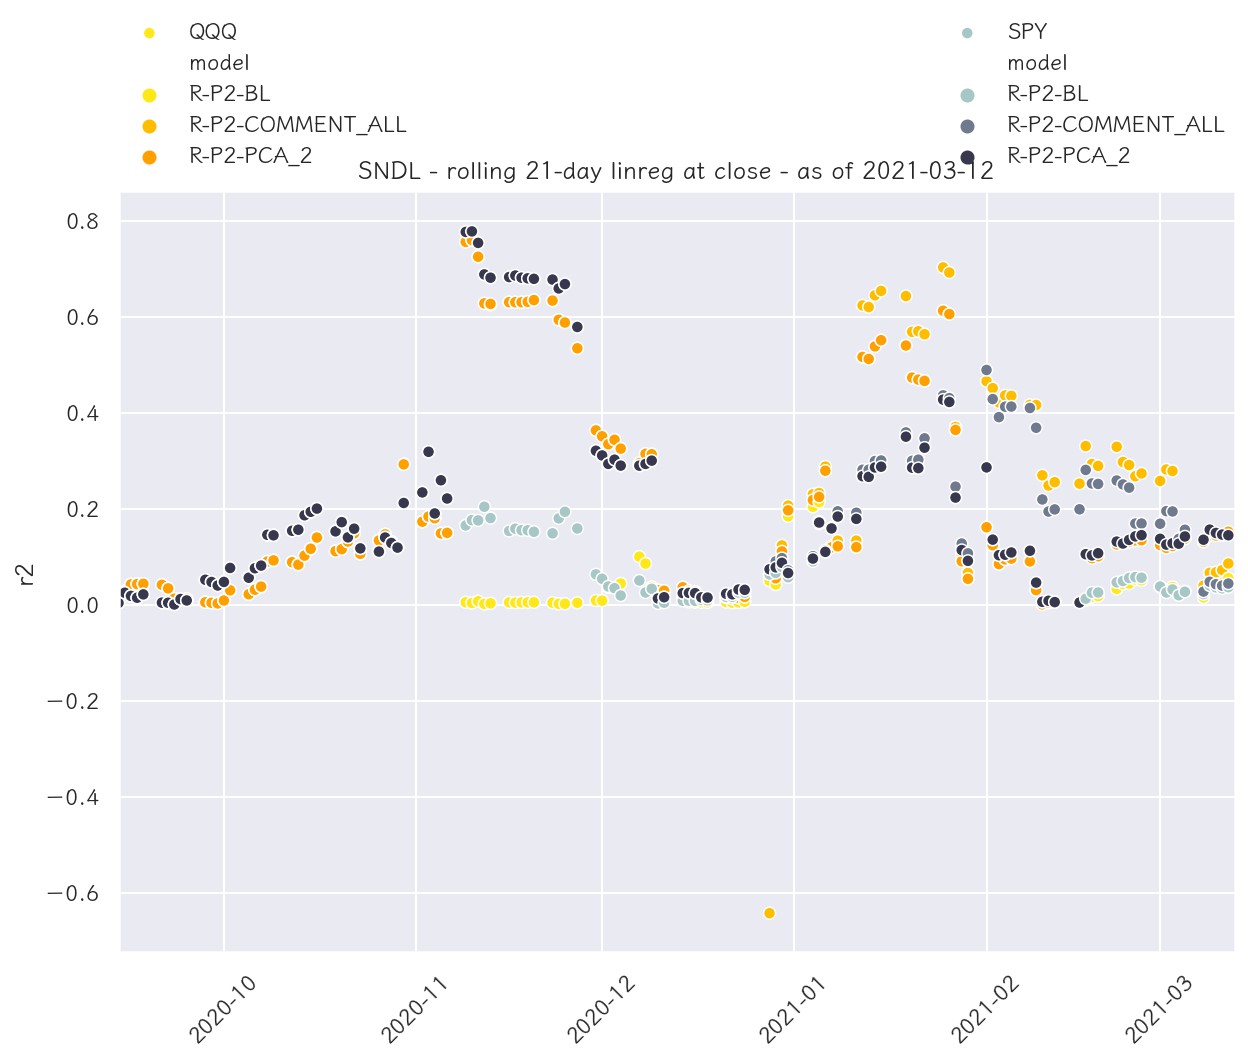 QQQ
model
R-P2-BL
R-P2-COMMENT_ALL
R-P2-PCA_2
SPY
model
R-P2-BL
R-P2-COMMENT_ALL
R-P2-PCA_2
SNDL - rolling 21-day linreg at close - as of 2021-03-12
0.8
0.6
0.4
0.2
0.0
−0.2
−0.4
−0.6
r2
2020-10
2020-11
2020-12
2021-01
2021-02
2021-03